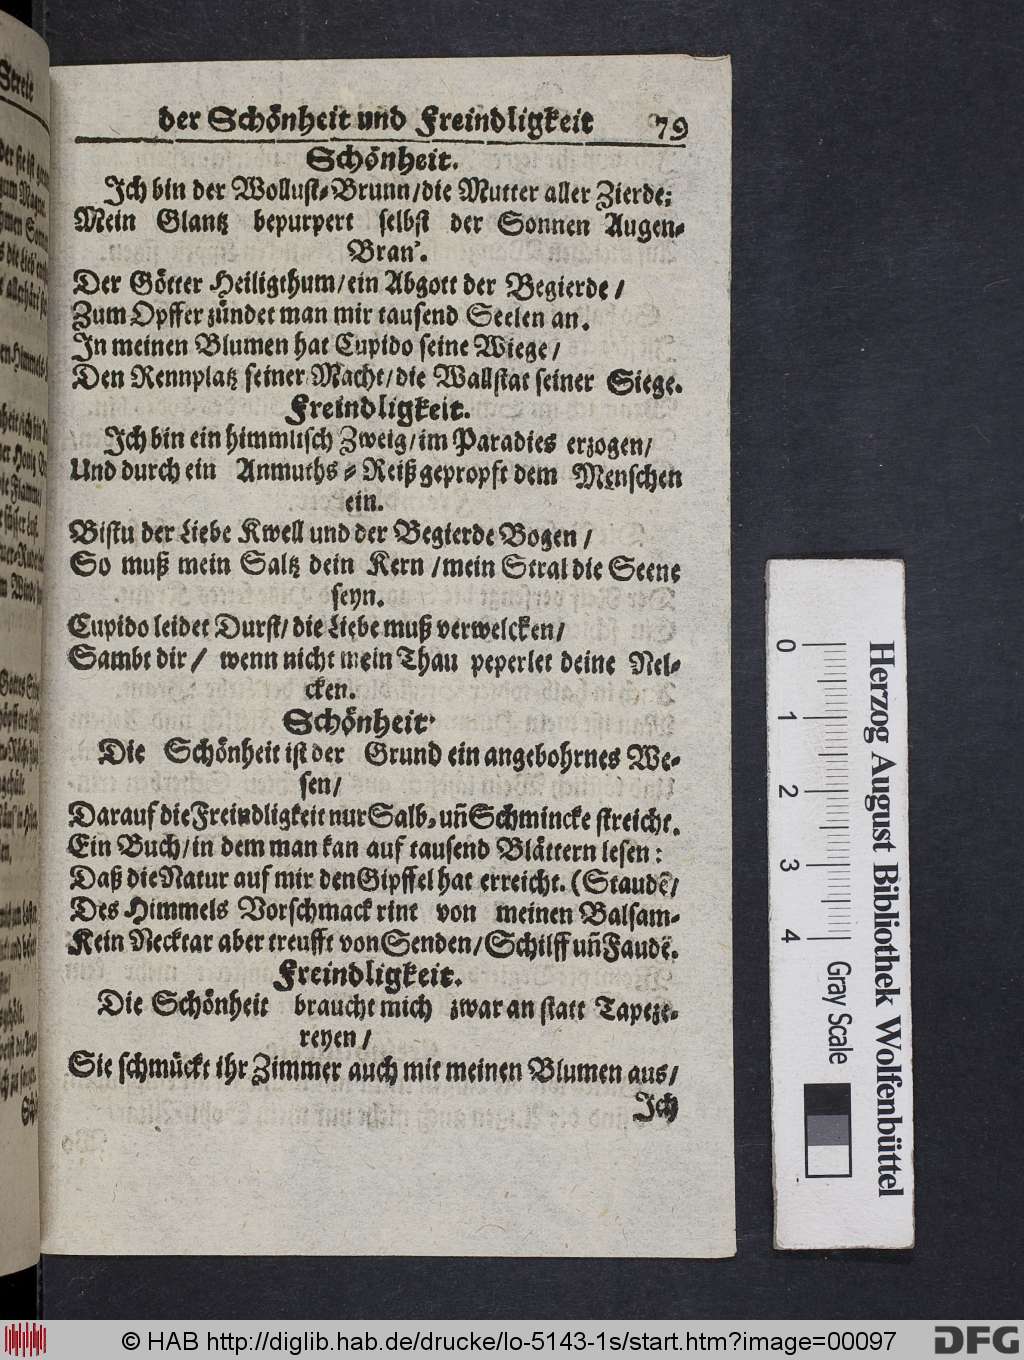 der Schönheit und Freindligkeit 79
Schönheit.
Ich bin der Wollust-Brunn/die Mutter aller Zierde;
Mein Glantz bepurpert selbst der Sonnen Augen-
Bran'.
Der Götter Heiligthum/ein Abgott der Begierde/
Zum Opffer zündet man mir tausend Seelen an.
In meinen Blumen hat Cupido seine Wiege/
Den Rennplatz seiner Macht/die Wallstat seiner Siege.
Freindligkeit.
Ich bin ein himmlisch Zweig/im Paradies erzogen/
Und durch ein Anmuths-Reiß gepropft dem Menschen
ein.
Bistu der Liebe Kwell und der Begierde Bogen/
So muß mein Saltz dein Kern/mein Stral die Seene
seyn.
Cupido leidet Durst/die Liebe muß verwelcken/
Sambt dir/ wenn nicht mein Thau peperlet deine Nel-
cken.
Schönheit.
Die Schönheit ist der Grund ein angebohrnes We-
sen/
Darauf die Freindligkeit nur Salb- uñ Schmincke streicht.
Ein Buch/in dem man kan auf tausend Blättern lesen:
Daß die Natur auf mir den Gipffel hat erreicht. (Staudẽ/
Des Himmels Vorschmack rint von meinen Balsam-
Kein Necktar aber treufft von Senden/Schilff uñ Faudẽ.
Freindligkeit.
Die Schönheit braucht mich zwar an statt Tapeze-
reyen/
Sie schmückt ihr Zimmer auch mit meinen Blumen aus/
Ich
0 1 2 3 4
Gray Scale
Herzog August Bibliothek Wolfenbüttel
© HAB http://diglib.hab.de/drucke/lo-5143-1s/start.htm?image=00097
DFG